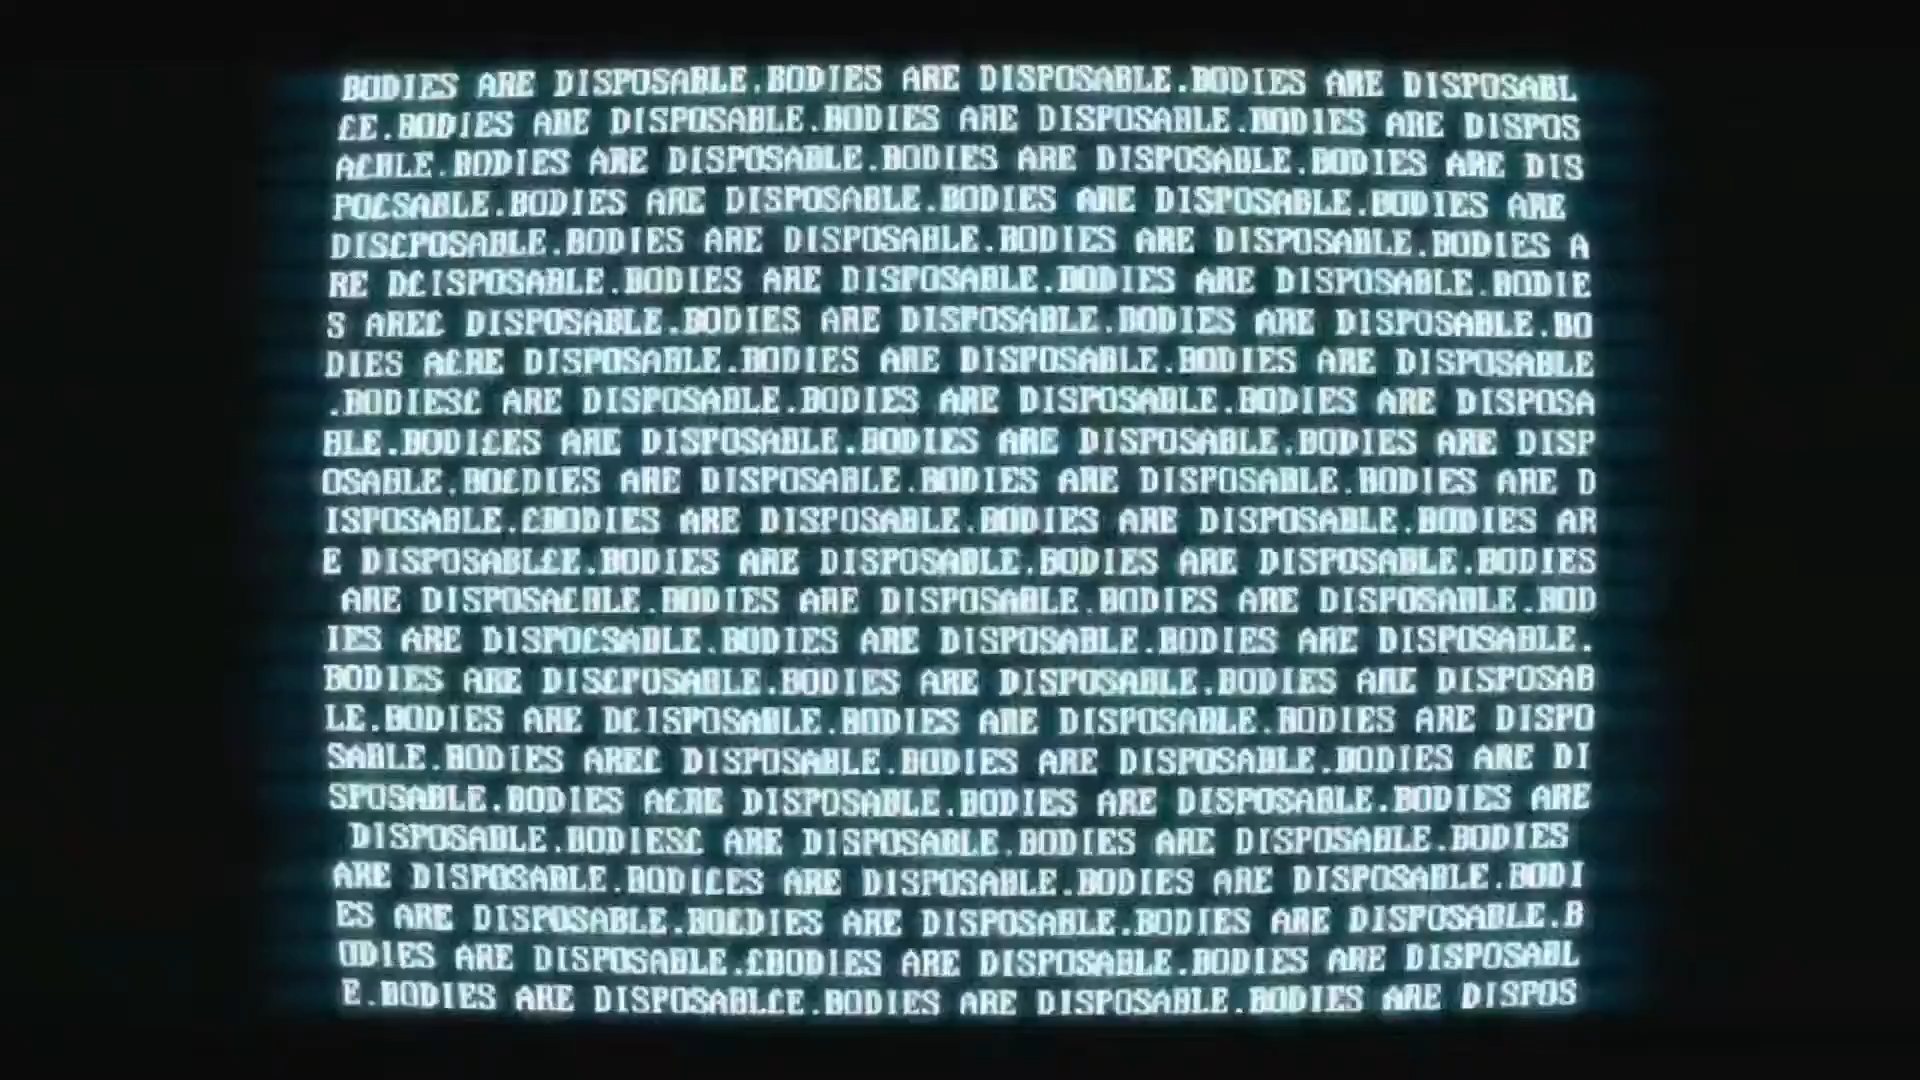 BODIES ARE DISPOSABLE.BODIES ARE DISPOSABLE.BODIES ARE DISPOSABL
£E.BODIES ARE DISPOSABLE.BODIES ARE DISPOSABLE.BODIES ARE DISPOS
A£BLE.BODIES ARE DISPOSABLE.BODIES ARE DISPOSABLE.BODIES ARE DIS
PO£SABLE.BODIES ARE DISPOSABLE.BODIES ARE DISPOSABLE.BODIES ARE
DIS£POSABLE.BODIES ARE DISPOSABLE.BODIES ARE DISPOSABLE.BODIES A
RE D£ISPOSABLE.BODIES ARE DISPOSABLE.BODIES ARE DISPOSABLE.BODIE
S ARE£ DISPOSABLE.BODIES ARE DISPOSABLE.BODIES ARE DISPOSABLE.BO
DIES A£RE DISPOSABLE.BODIES ARE DISPOSABLE.BODIES ARE DISPOSABLE
.BODIES£ ARE DISPOSABLE.BODIES ARE DISPOSABLE.BODIES ARE DISPOSA
BLE.BODI£ES ARE DISPOSABLE.BODIES ARE DISPOSABLE.BODIES ARE DISP
OSABLE.BO£DIES ARE DISPOSABLE.BODIES ARE DISPOSABLE.BODIES ARE D
ISPOSABLE.£BODIES ARE DISPOSABLE.BODIES ARE DISPOSABLE.BODIES AR
E DISPOSABL£E.BODIES ARE DISPOSABLE.BODIES ARE DISPOSABLE.BODIES
ARE DISPOSA£BLE.BODIES ARE DISPOSABLE.BODIES ARE DISPOSABLE.BOD
IES ARE DISPO£SABLE.BODIES ARE DISPOSABLE.BODIES ARE DISPOSABLE.
BODIES ARE DIS£POSABLE.BODIES ARE DISPOSABLE.BODIES ARE DISPOSAB
LE.BODIES ARE D£ISPOSABLE.BODIES ARE DISPOSABLE.BODIES ARE DISPO
SABLE.BODIES ARE£ DISPOSABLE.BODIES ARE DISPOSABLE.BODIES ARE DI
SPOSABLE.BODIES A£RE DISPOSABLE.BODIES ARE DISPOSABLE.BODIES ARE
DISPOSABLE.BODIES£ ARE DISPOSABLE.BODIES ARE DISPOSABLE.BODIES
ARE DISPOSABLE.BODI£ES ARE DISPOSABLE.BODIES ARE DISPOSABLE.BODI
ES ARE DISPOSABLE.BO£DIES ARE DISPOSABLE.BODIES ARE DISPOSABLE.B
ODIES ARE DISPOSABLE.£BODIES ARE DISPOSABLE.BODIES ARE DISPOSABL
E.BODIES ARE DISPOSABL£E.BODIES ARE DISPOSABLE.BODIES ARE DISPOS